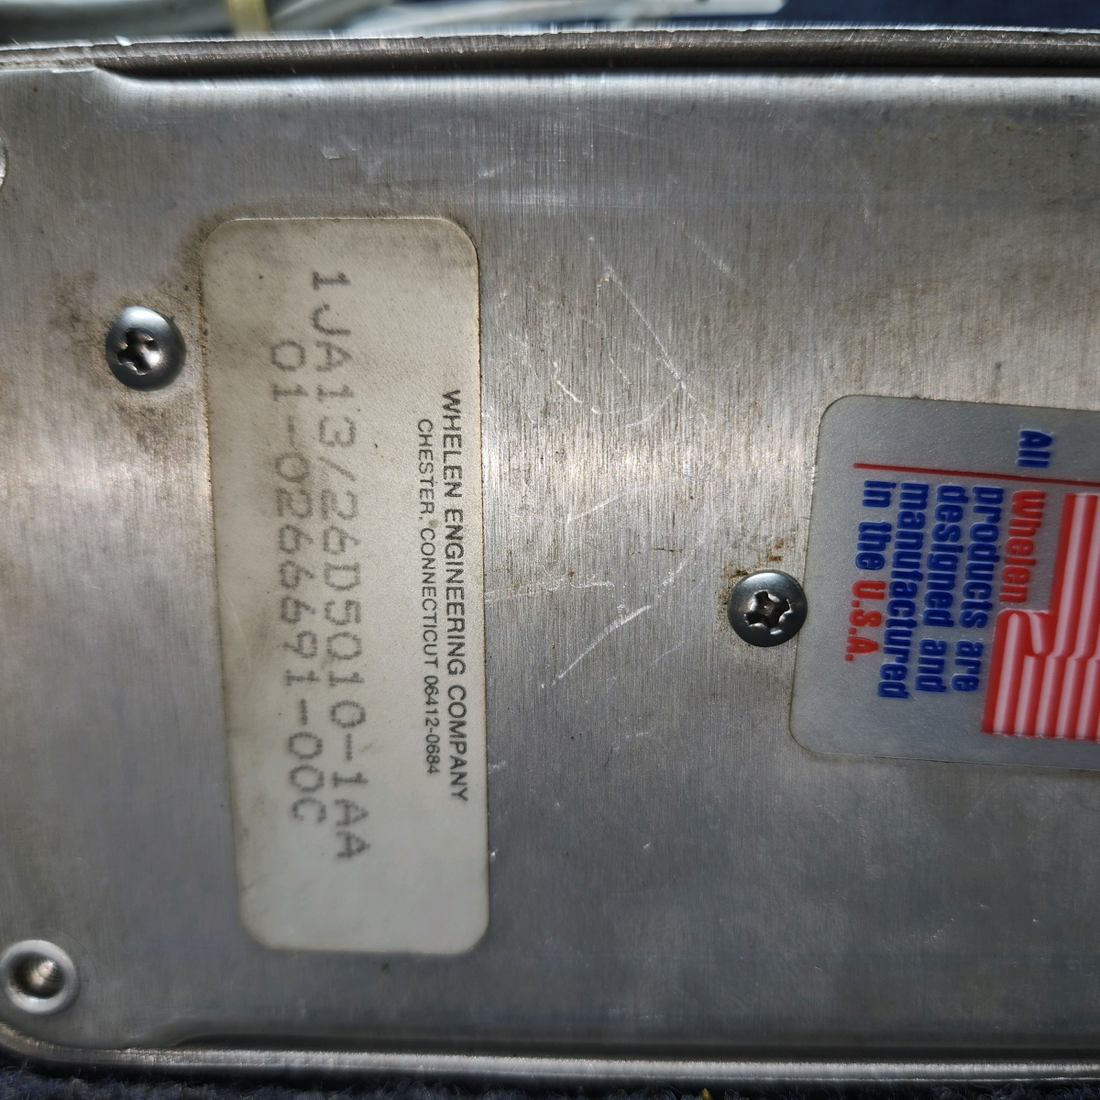 WHELEN ENGINEERING COMPANY
CHESTER, CONNECTICUT 06412-0684
1JA13/26D5010-1AA
01-0266691-00C
All Whelen
products are
designed and
manufactured
in the U.S.A.